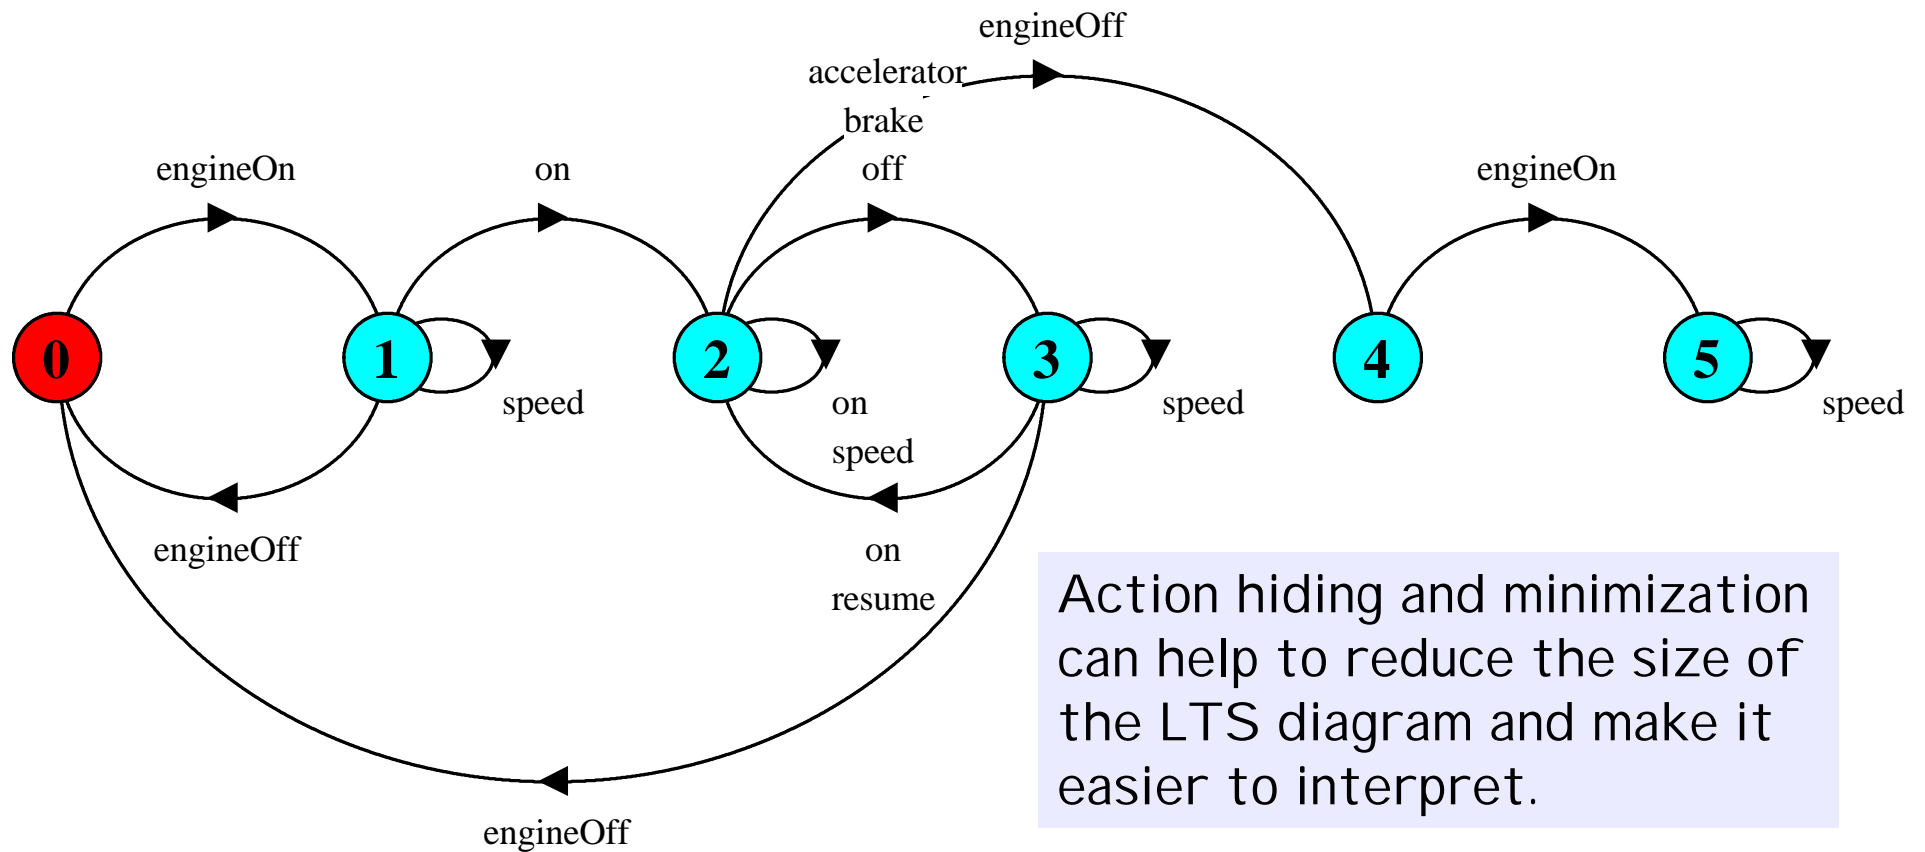 engineOff
accelerator
brake
engineOn
on
off
engineOn
0
1
2
3
4
5
speed
on
speed
speed
speed
engineOff
on
resume
engineOff
Action hiding and minimization
can help to reduce the size of
the LTS diagram and make it
easier to interpret.